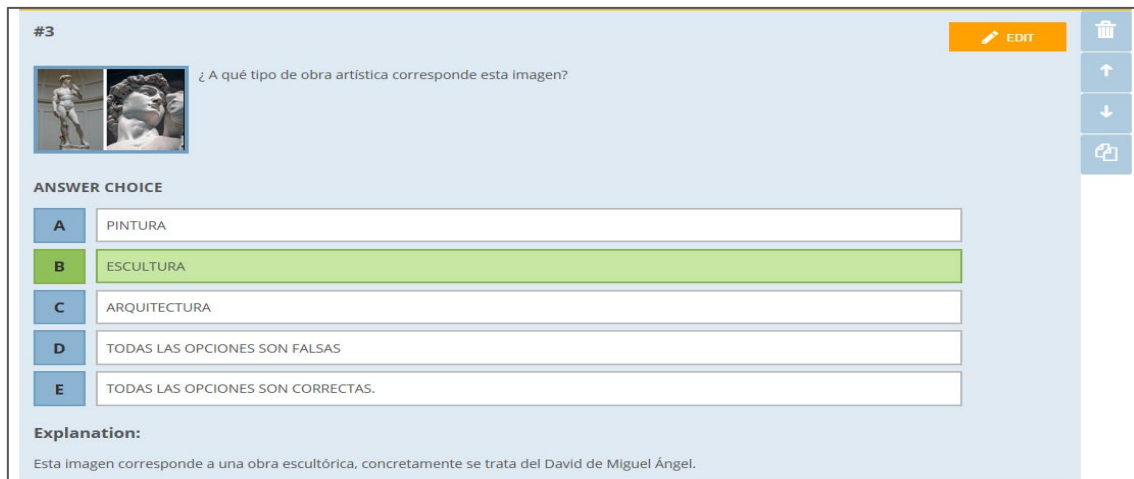 #3
EDIT
¿ A qué tipo de obra artística corresponde esta imagen?
ANSWER CHOICE
A PINTURA
B ESCULTURA
C ARQUITECTURA
D TODAS LAS OPCIONES SON FALSAS
E TODAS LAS OPCIONES SON CORRECTAS.
Explanation:
Esta imagen corresponde a una obra escultórica, concretamente se trata del David de Miguel Ángel.